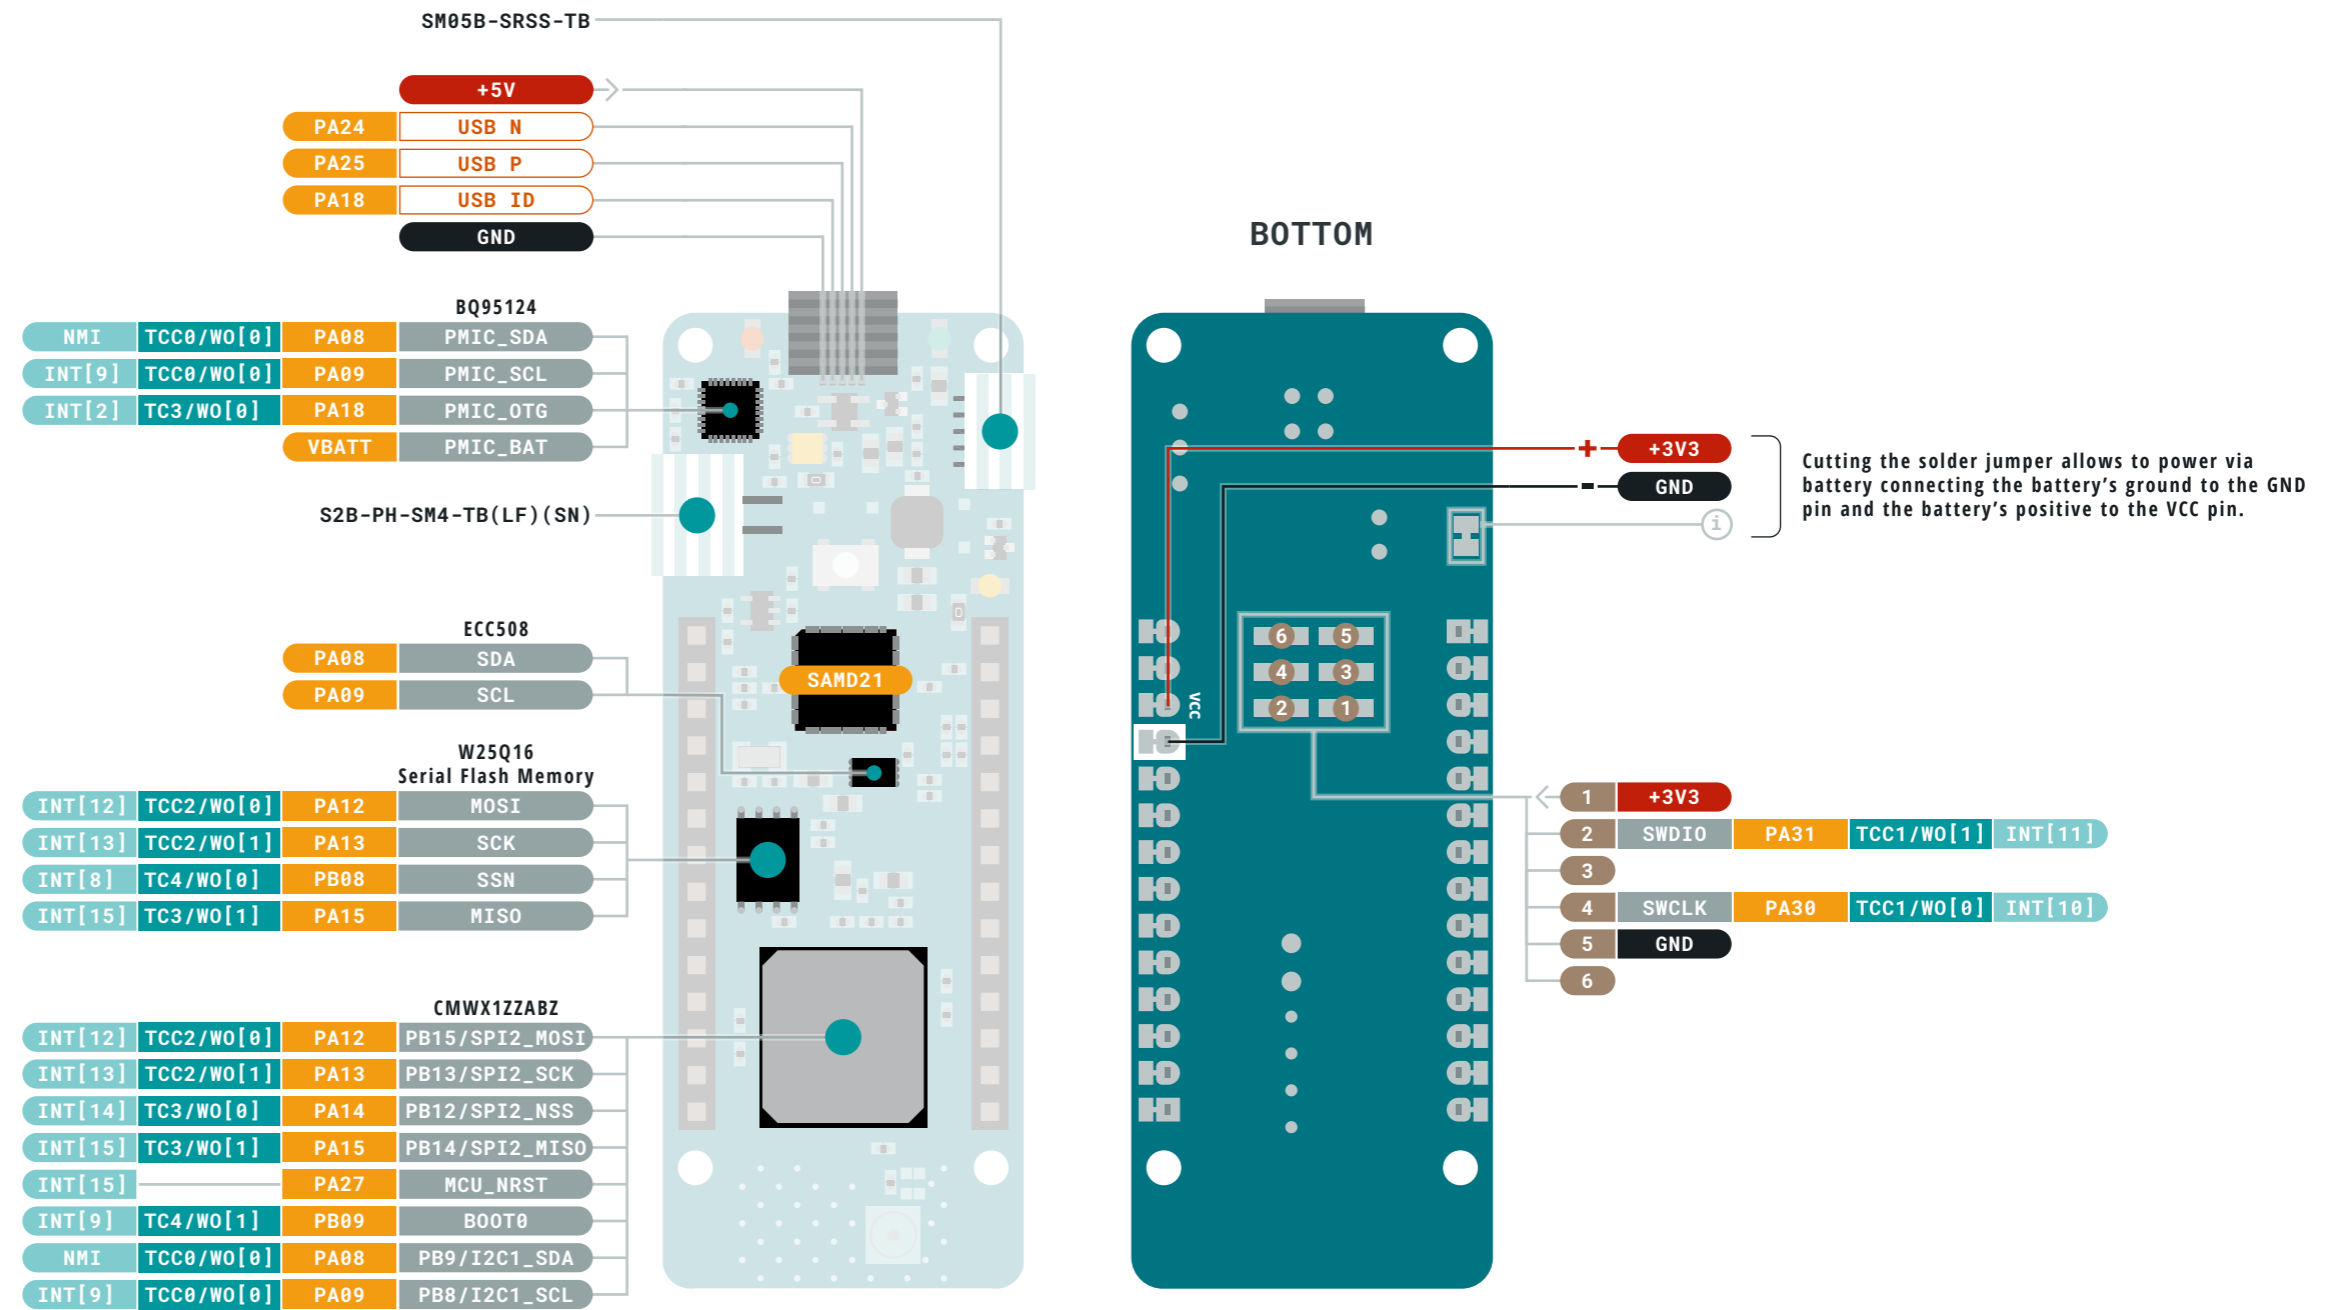 SM05B-SRSS-TB
+5V
PA24 USB N
PA25 USB P
PA18 USB ID
GND
BQ95124
NMI TCC0/WO[0] PA08 PMIC_SDA
INT[9] TCC0/WO[0] PA09 PMIC_SCL
INT[2] TC3/WO[0] PA18 PMIC_OTG
VBATT PMIC_BAT
S2B-PH-SM4-TB(LF)(SN)
ECC508
PA08 SDA
PA09 SCL
W25Q16
Serial Flash Memory
INT[12] TCC2/WO[0] PA12 MOSI
INT[13] TCC2/WO[1] PA13 SCK
INT[8] TC4/WO[0] PB08 SSN
INT[15] TC3/WO[1] PA15 MISO
CMWX1ZZABZ
INT[12] TCC2/WO[0] PA12 PB15/SPI2_MOSI
INT[13] TCC2/WO[1] PA13 PB13/SPI2_SCK
INT[14] TC3/WO[0] PA14 PB12/SPI2_NSS
INT[15] TC3/WO[1] PA15 PB14/SPI2_MISO
INT[15] PA27 MCU_NRST
INT[9] TC4/WO[1] PB09 BOOT0
NMI TCC0/WO[0] PA08 PB9/I2C1_SDA
INT[9] TCC0/WO[0] PA09 PB8/I2C1_SCL
SAMD21
BOTTOM
+ +3V3
- GND
i
Cutting the solder jumper allows to power via
battery connecting the battery's ground to the GND
pin and the battery's positive to the VCC pin.
VCC
6 5
4 3
2 1
1 +3V3
2 SWDIO PA31 TCC1/WO[1] INT[11]
3
4 SWCLK PA30 TCC1/WO[0] INT[10]
5 GND
6